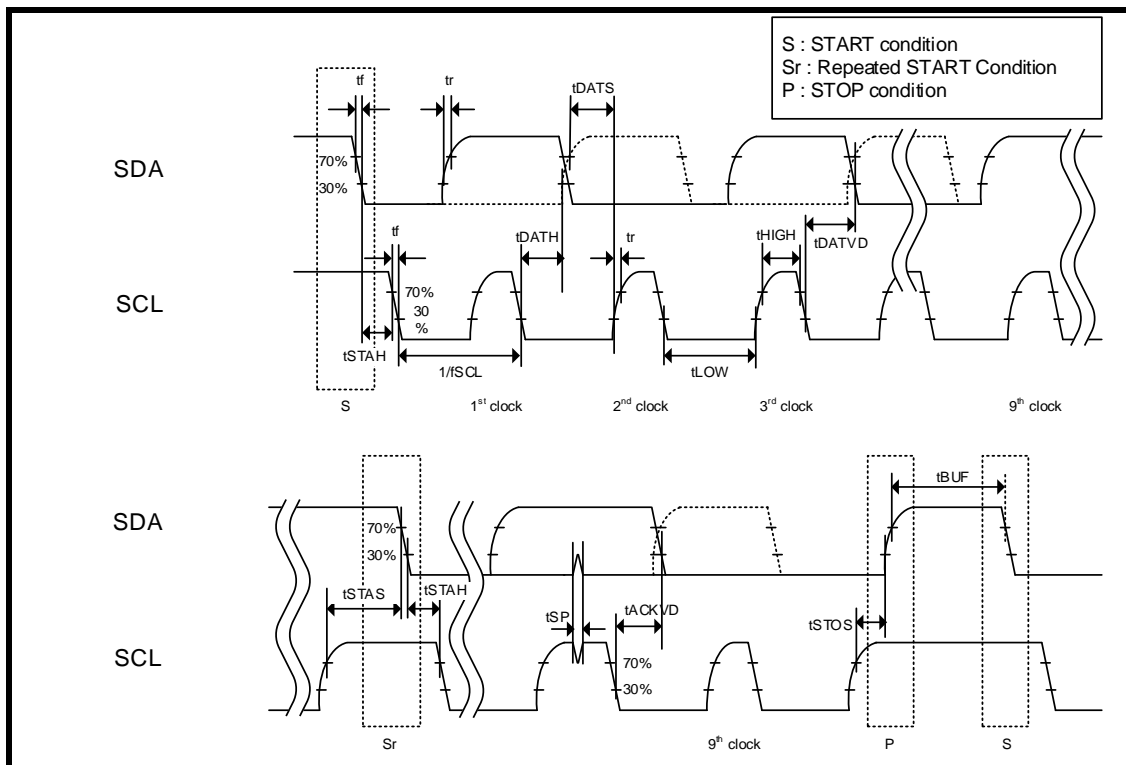 S : START condition
Sr : Repeated START Condition
P : STOP condition
tf
tr
tDATS
SDA
70%
30%
tf
tDATH
tr
tHIGH
tDATVD
SCL
70%
30
%
tSTAH
1/fSCL
tLOW
S
1st clock
2nd clock
3rd clock
9th clock
tBUF
SDA
70%
30%
tSTAS
tSTAH
tSP
tACKVD
tSTOS
SCL
70%
30%
Sr
9th clock
P
S